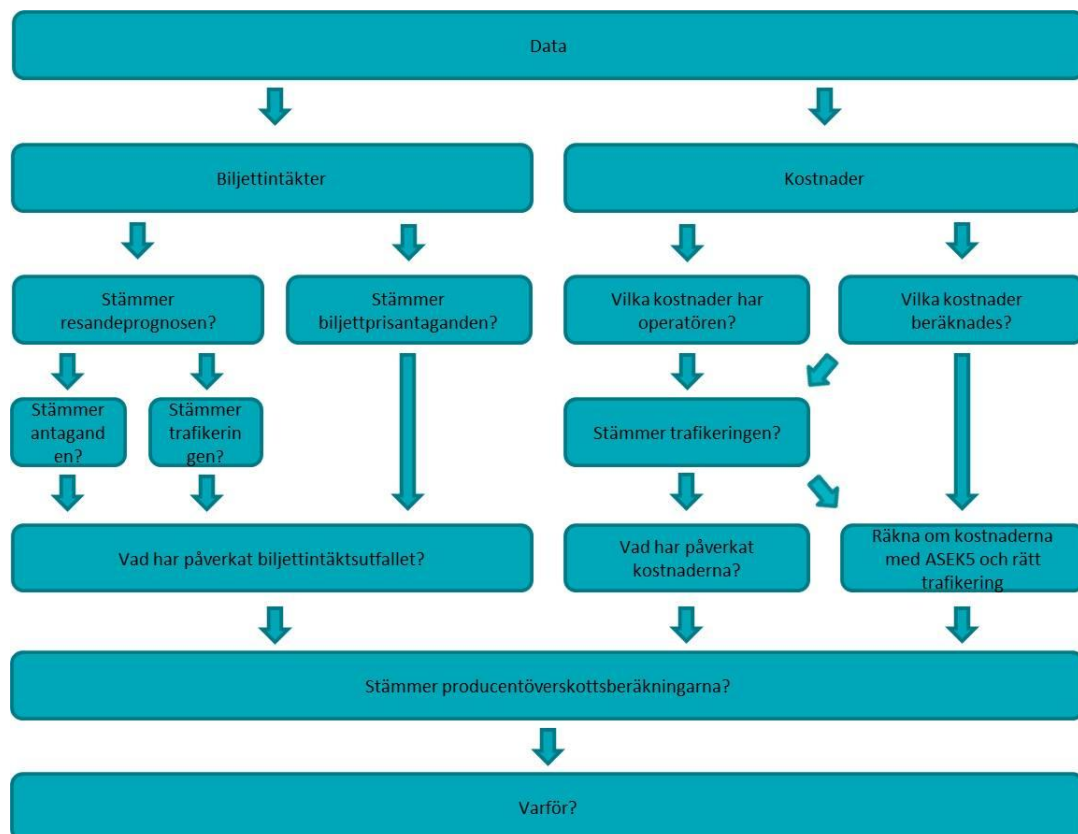 Data
Biljettintäkter
Kostnader
Stämmer
resandeprognosen?
Stämmer
biljettprisantaganden?
Vilka kostnader har
operatören?
Vilka kostnader
beräknades?
Stämmer
antagand
en?
Stämmer
trafikerin
gen?
Stämmer trafikeringen?
Vad har påverkat biljettintäktsutfallet?
Vad har påverkat
kostnaderna?
Räkna om kostnaderna
med ASEK5 och rätt
trafikering
Stämmer producentöverskottsberäkningarna?
Varför?